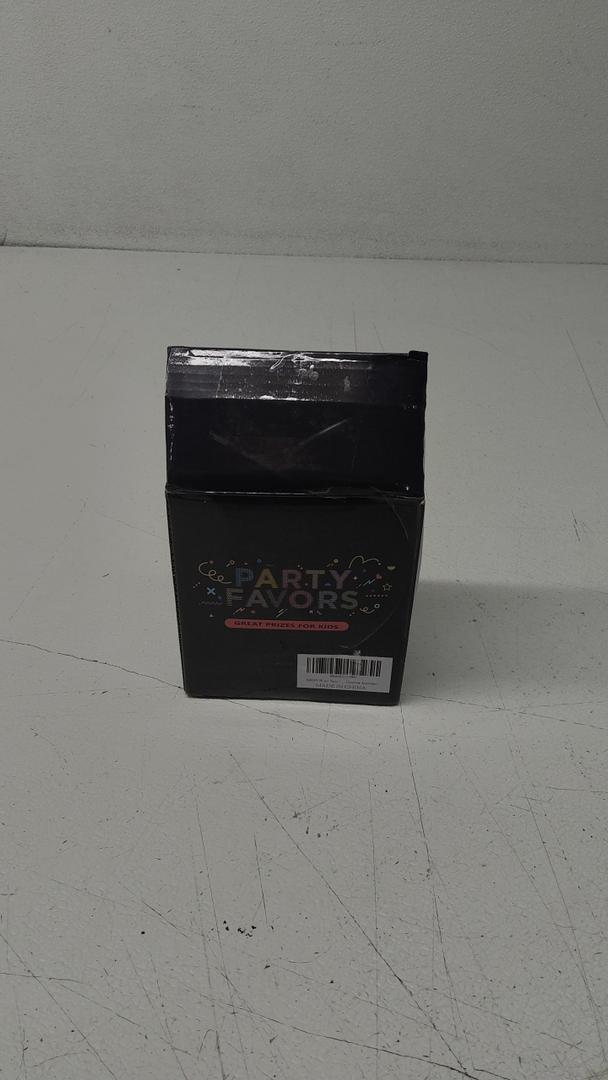 PARTY
FAVORS
GREAT PRIZES FOR KIDS
MADE IN CHINA